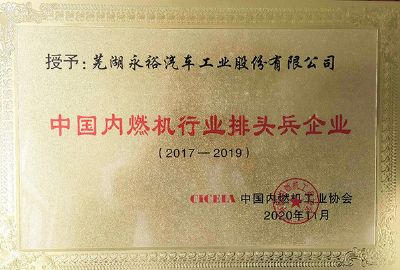 授予：芜湖永裕汽车工业股份有限公司
中国内燃机行业排头兵企业
（2017—2019）
CICEIA 中国内燃机工业协会
2020年11月